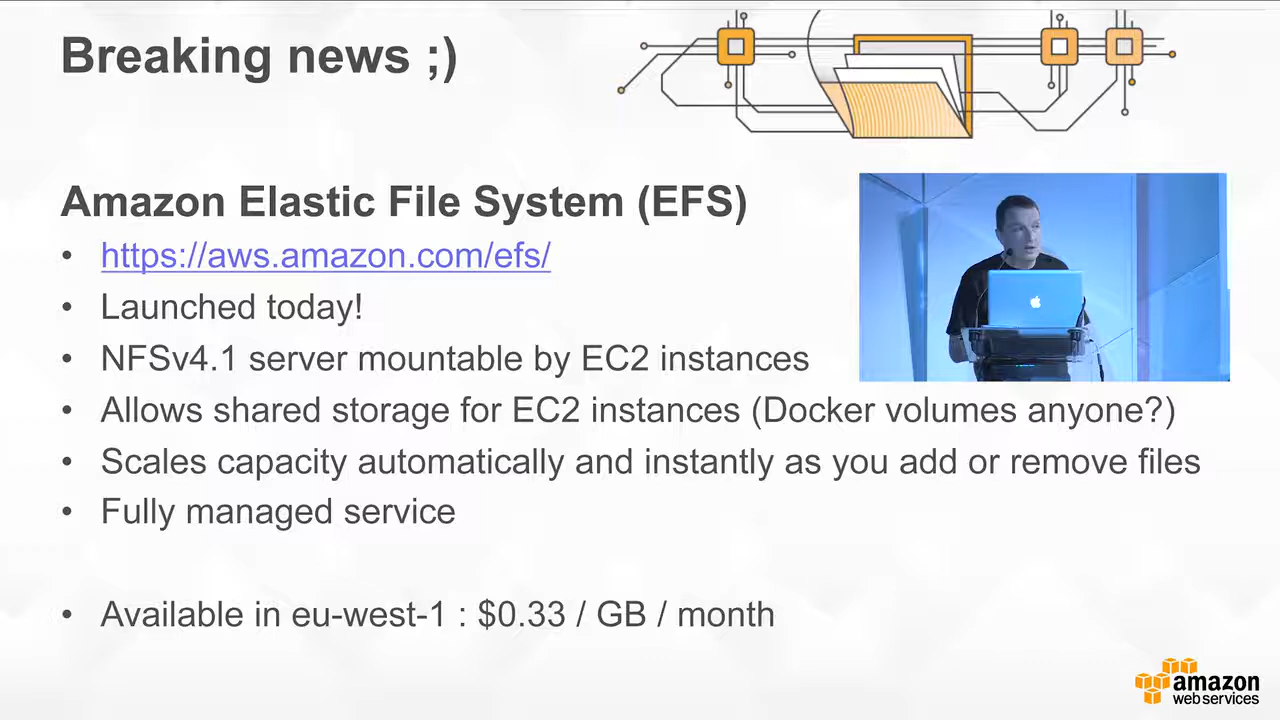 Breaking news ;)
Amazon Elastic File System (EFS)
• https://aws.amazon.com/efs/
• Launched today!
• NFSv4.1 server mountable by EC2 instances
• Allows shared storage for EC2 instances (Docker volumes anyone?)
• Scales capacity automatically and instantly as you add or remove files
• Fully managed service
• Available in eu-west-1 : $0.33 / GB / month
amazon
web services